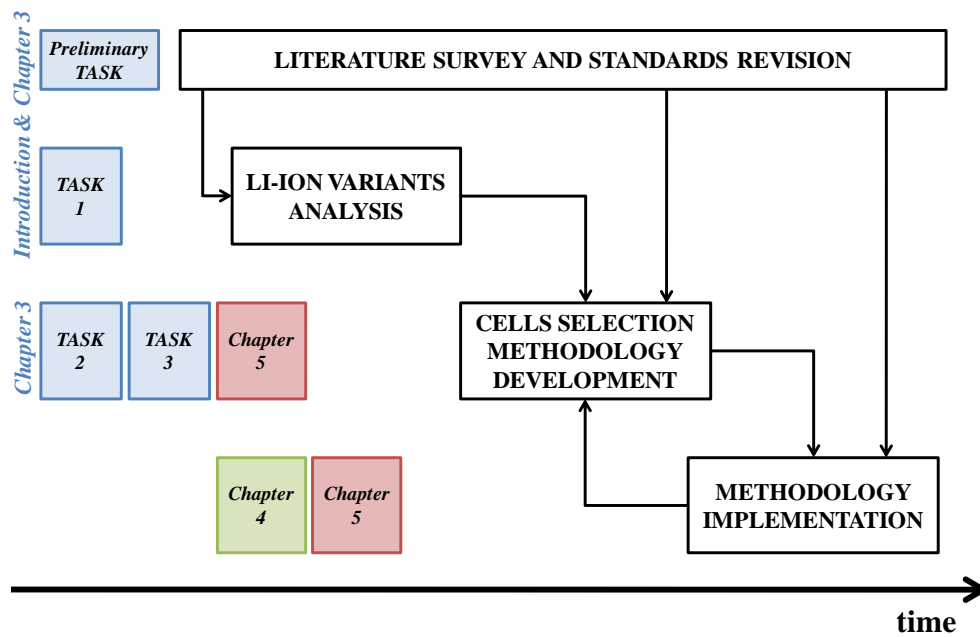 Introduction & Chapter 3
Preliminary
TASK
LITERATURE SURVEY AND STANDARDS REVISION
TASK
1
LI-ION VARIANTS
ANALYSIS
Chapter 3
TASK
2
TASK
3
Chapter
5
CELLS SELECTION
METHODOLOGY
DEVELOPMENT
Chapter
4
Chapter
5
METHODOLOGY
IMPLEMENTATION
time